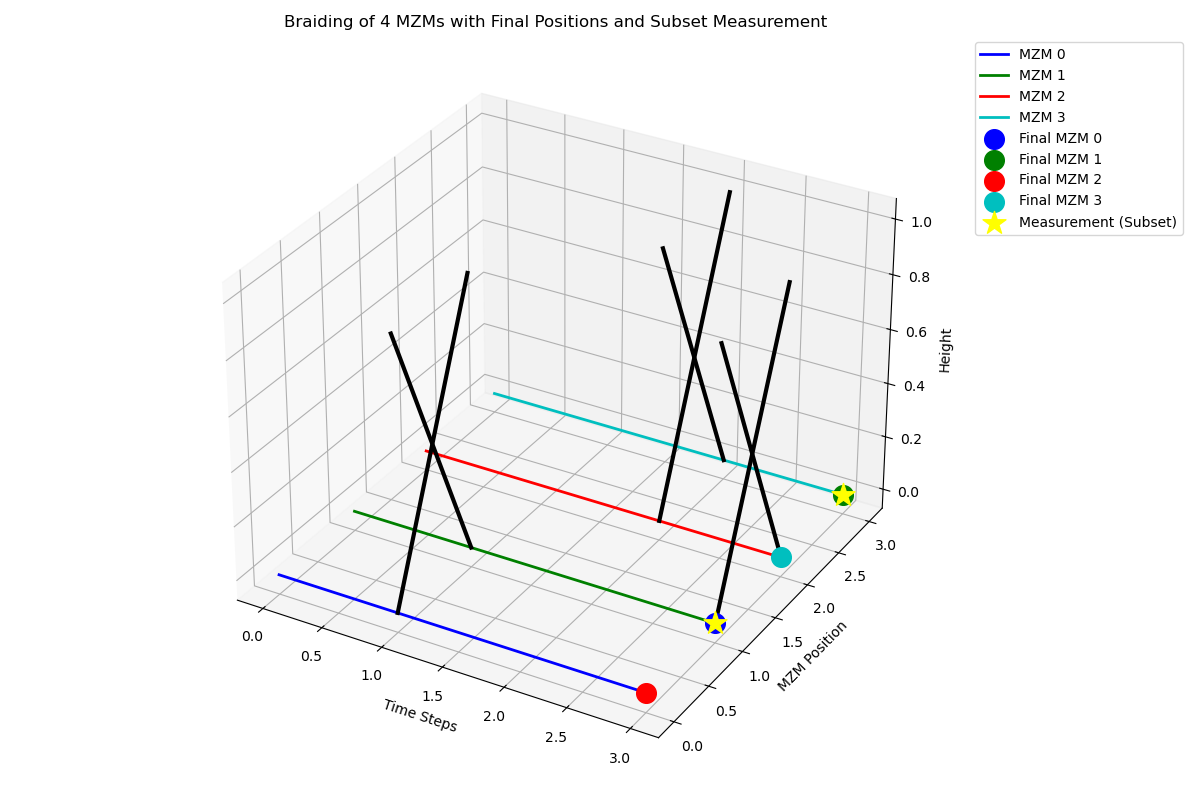 Braiding of 4 MZMs with Final Positions and Subset Measurement
MZM 0
MZM 1
MZM 2
MZM 3
Final MZM 0
Final MZM 1
Final MZM 2
Final MZM 3
Measurement (Subset)
1.0
0.8
0.6
0.4
0.2
0.0
Height
0.0
0.5
1.0
1.5
2.0
2.5
3.0
Time Steps
0.0
0.5
1.0
1.5
2.0
2.5
3.0
MZM Position